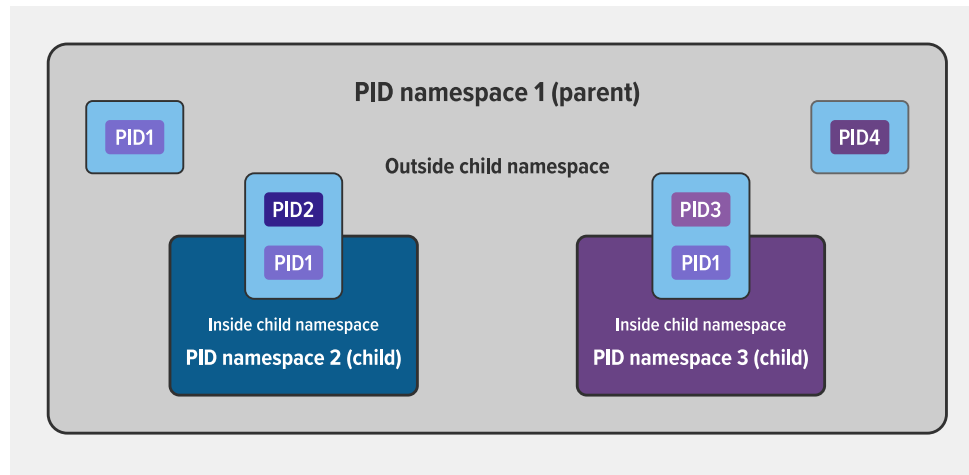 PID namespace 1 (parent)
PID1
PID4
Outside child namespace
PID2
PID1
Inside child namespace
PID namespace 2 (child)
PID3
PID1
Inside child namespace
PID namespace 3 (child)